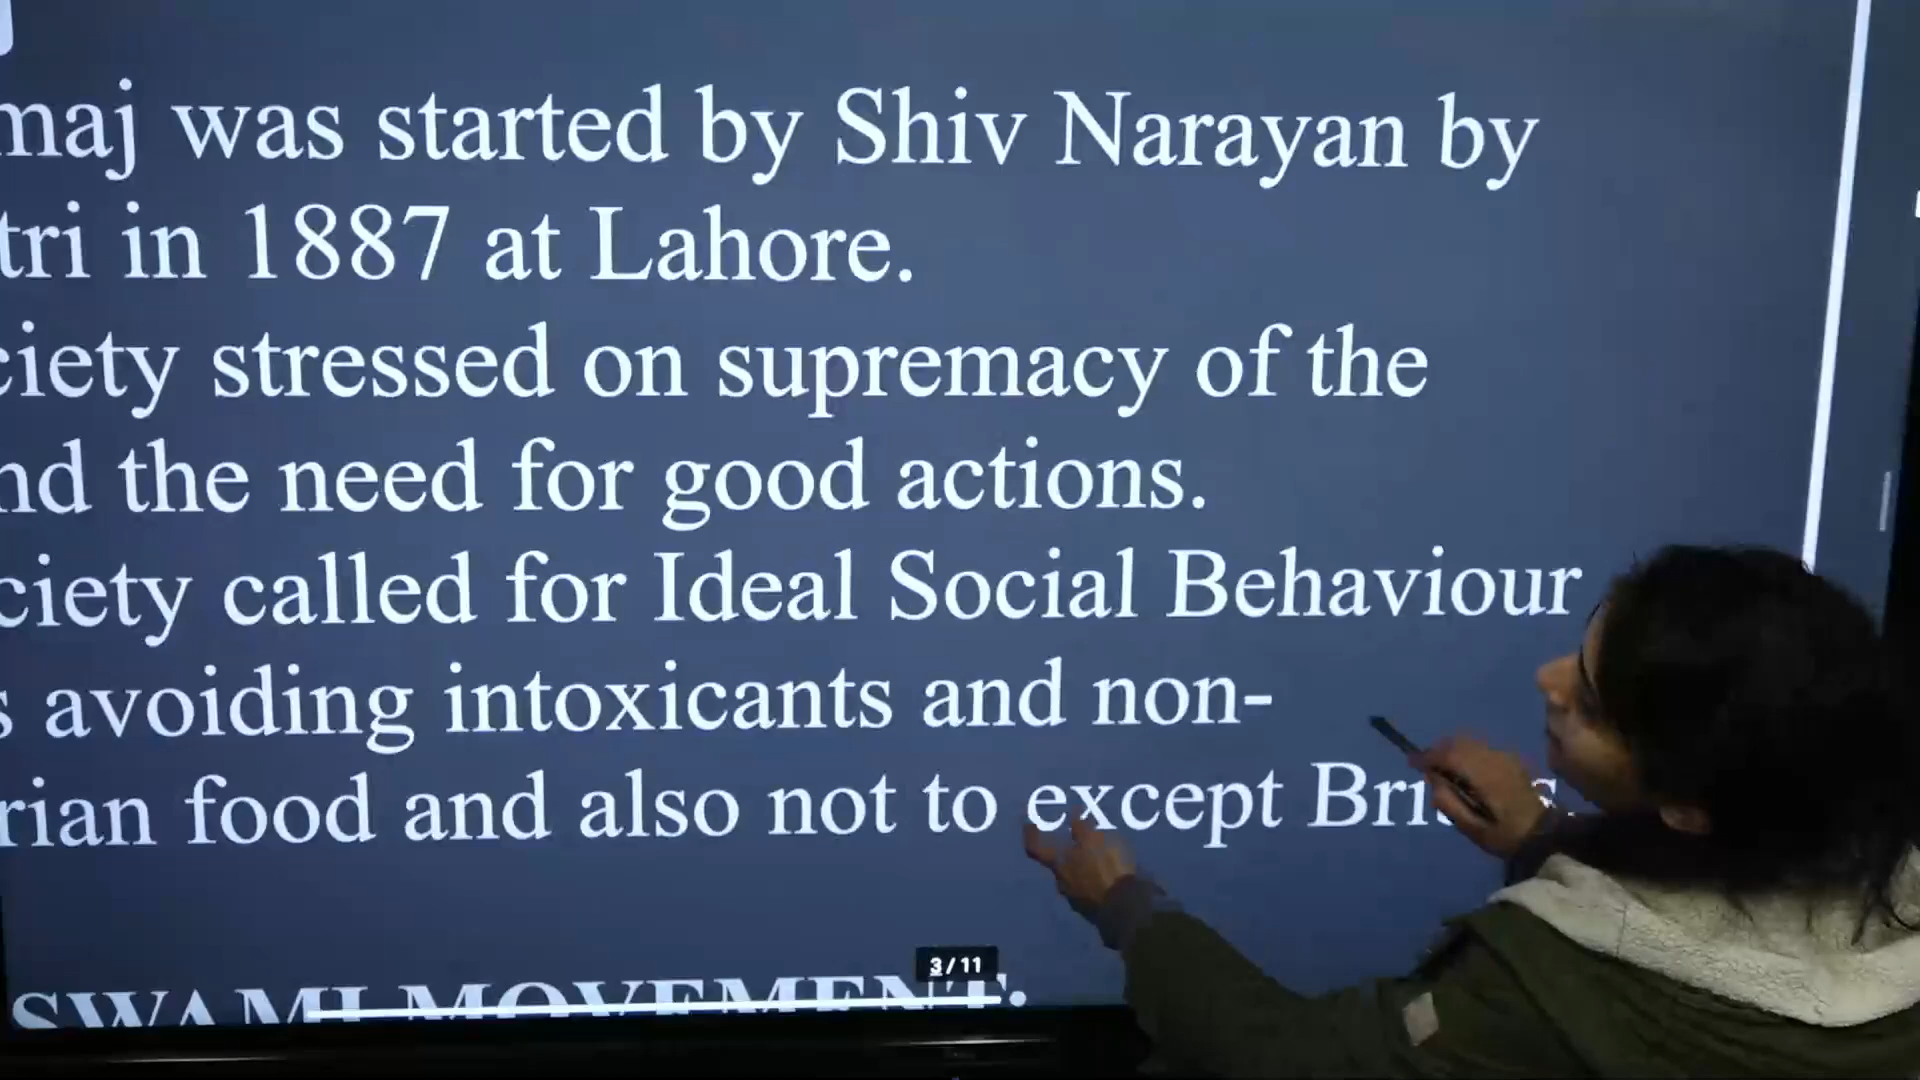 maj was started by Shiv Narayan by
tri in 1887 at Lahore.
ciety stressed on supremacy of the
nd the need for good actions.
ciety called for Ideal Social Behaviour
s avoiding intoxicants and non-
rian food and also not to except
3/11
SWAMI MOVEMENT: